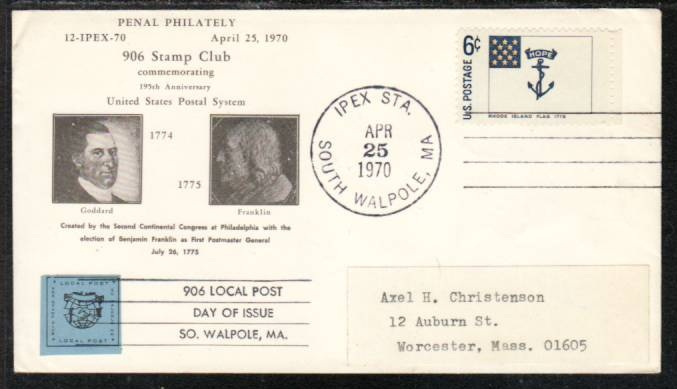 PENAL PHILATELY
12-IPEX-70 April 25, 1970
906 Stamp Club
commemorating
195th Anniversary
United States Postal System
1774
1775
Goddard Franklin
Created by the Second Continental Congress at Philadelphia with the
election of Benjamin Franklin as First Postmaster General
July 26, 1775
IPEX STA.
APR
25
1970
SOUTH WALPOLE, MA
6¢
U.S. POSTAGE
HOPE
RHODE ISLAND FLAG 1775
LOCAL POST
LOCAL POST
906 LOCAL POST
DAY OF ISSUE
SO. WALPOLE, MA.
Axel H. Christenson
12 Auburn St.
Worcester, Mass. 01605